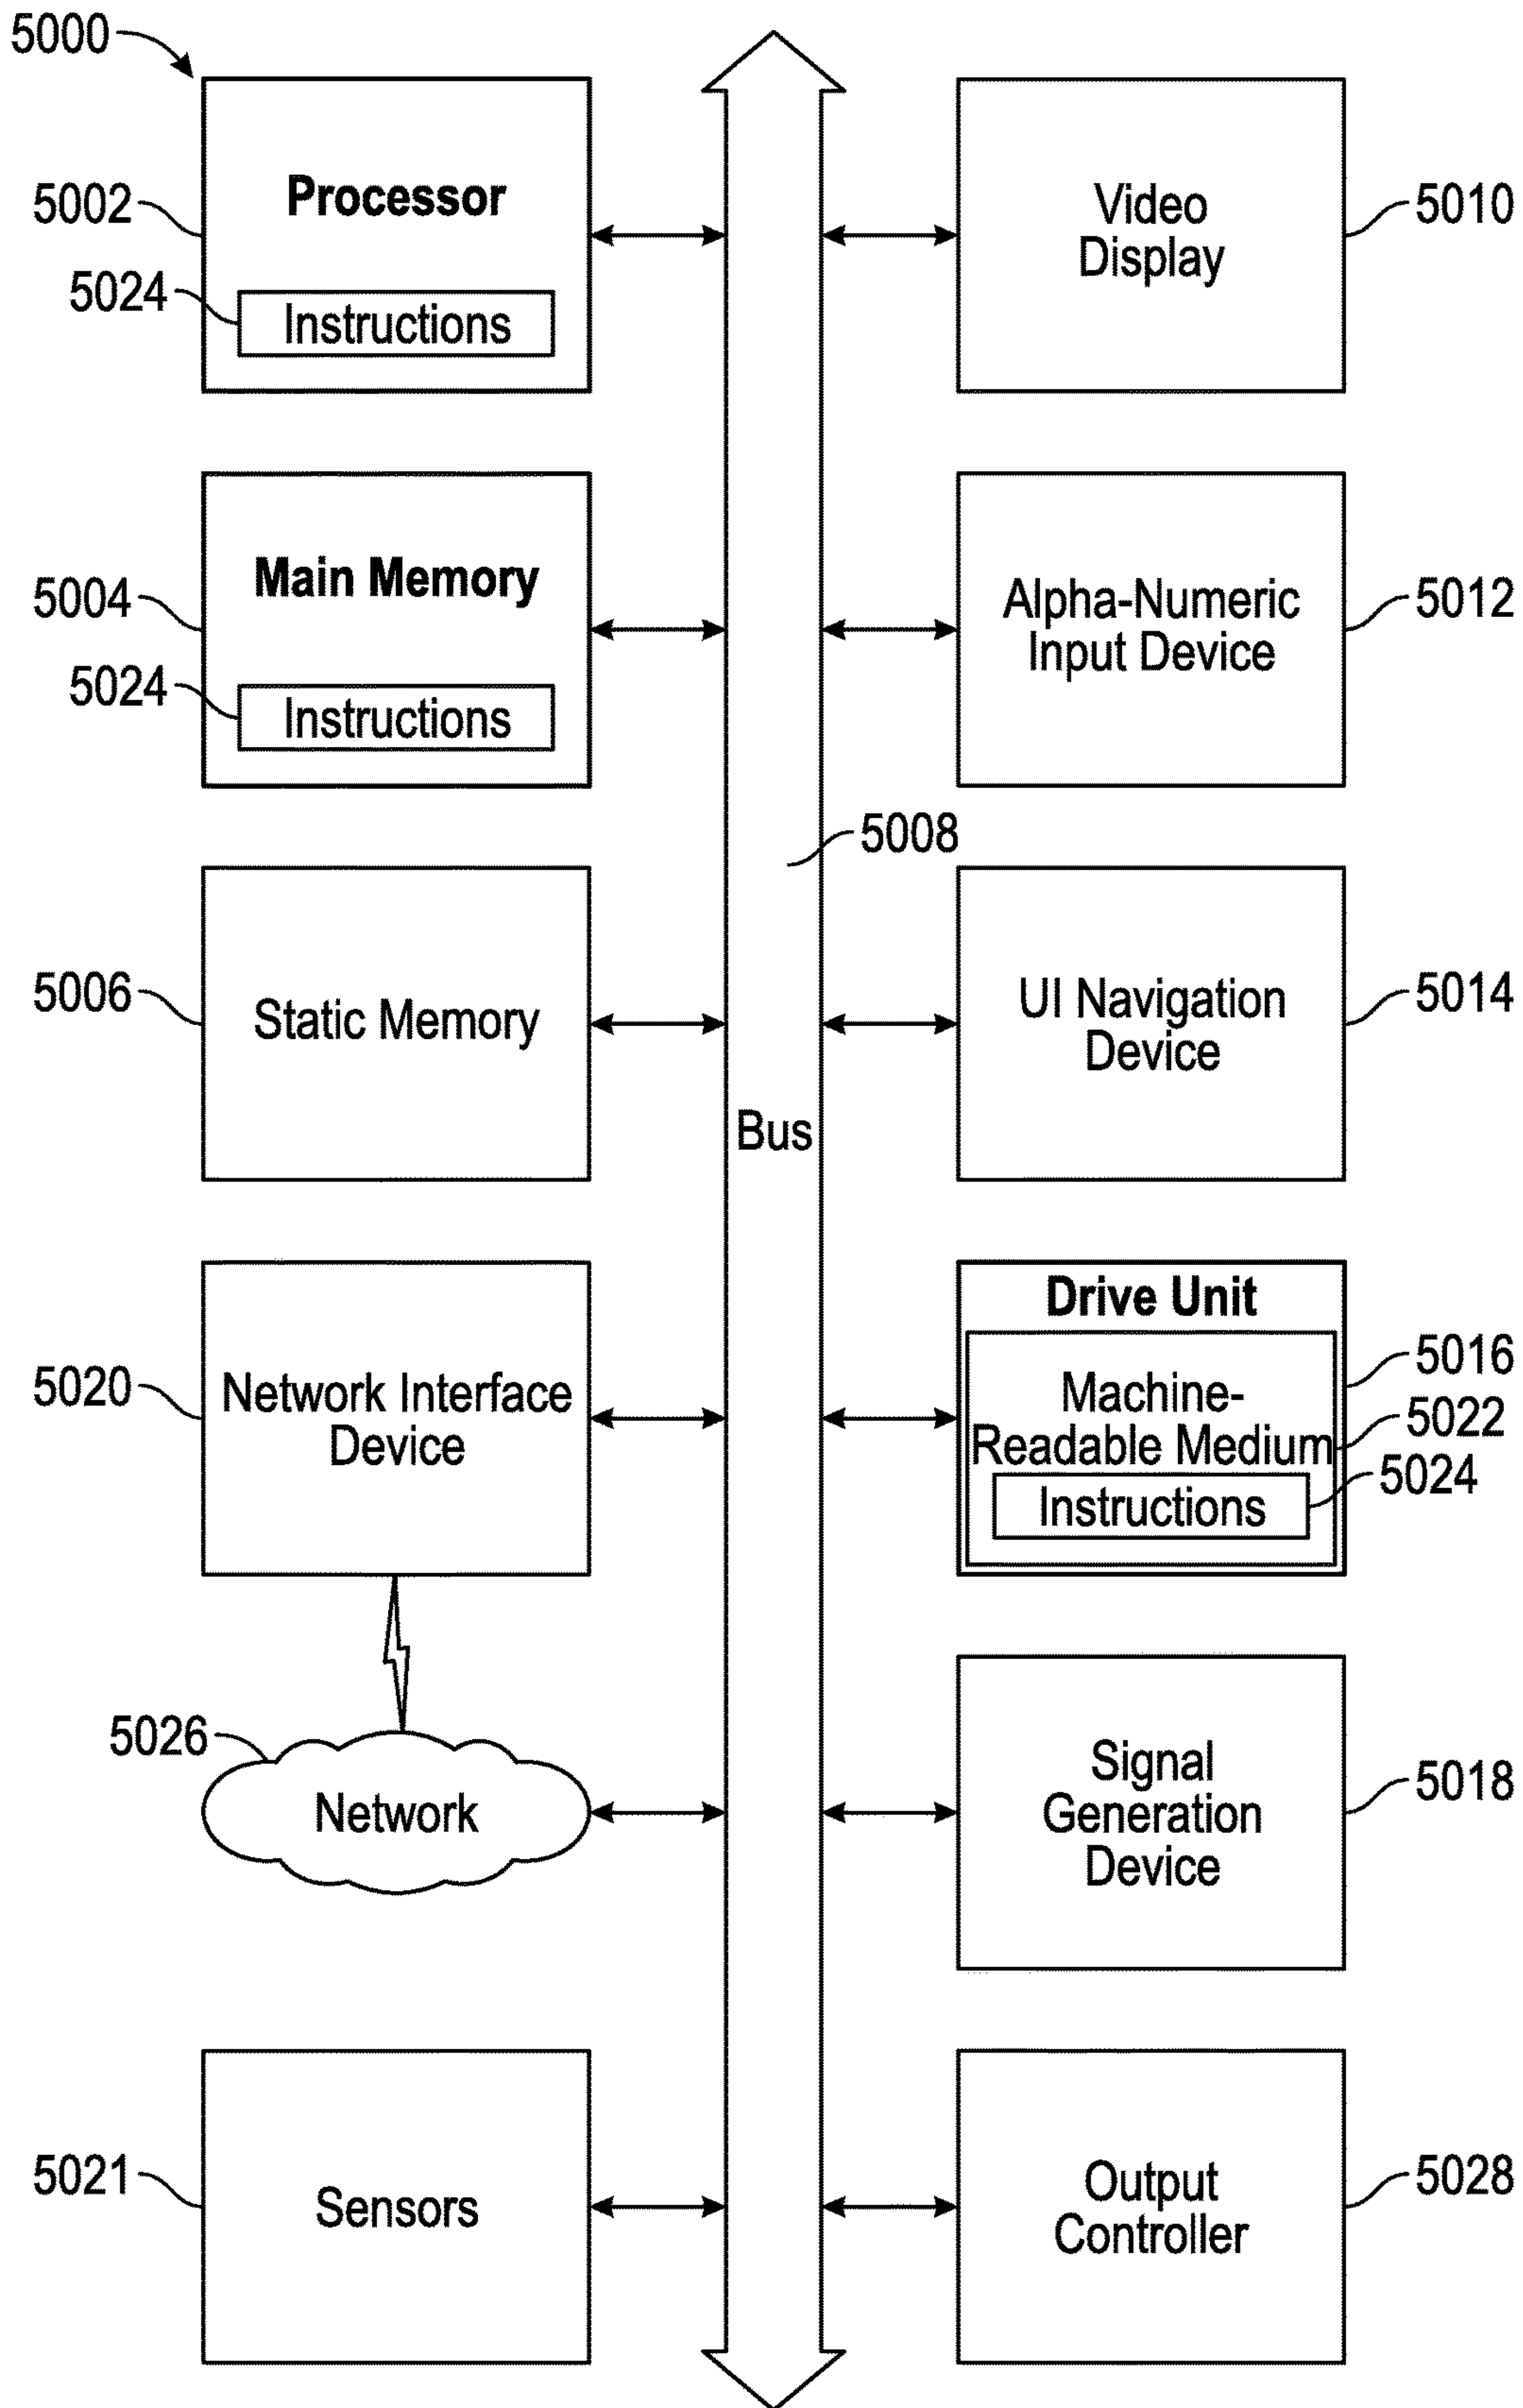 5000
Processor
5002
5024
Instructions
Video
Display
5010
Main Memory
5004
5024
Instructions
Alpha-Numeric
Input Device
5012
5008
Static Memory
5006
UI Navigation
Device
5014
Bus
Network Interface
Device
5020
Drive Unit
5016
Machine-
Readable Medium
5022
Instructions
5024
5026
Network
Signal
Generation
Device
5018
5021
Sensors
Output
Controller
5028